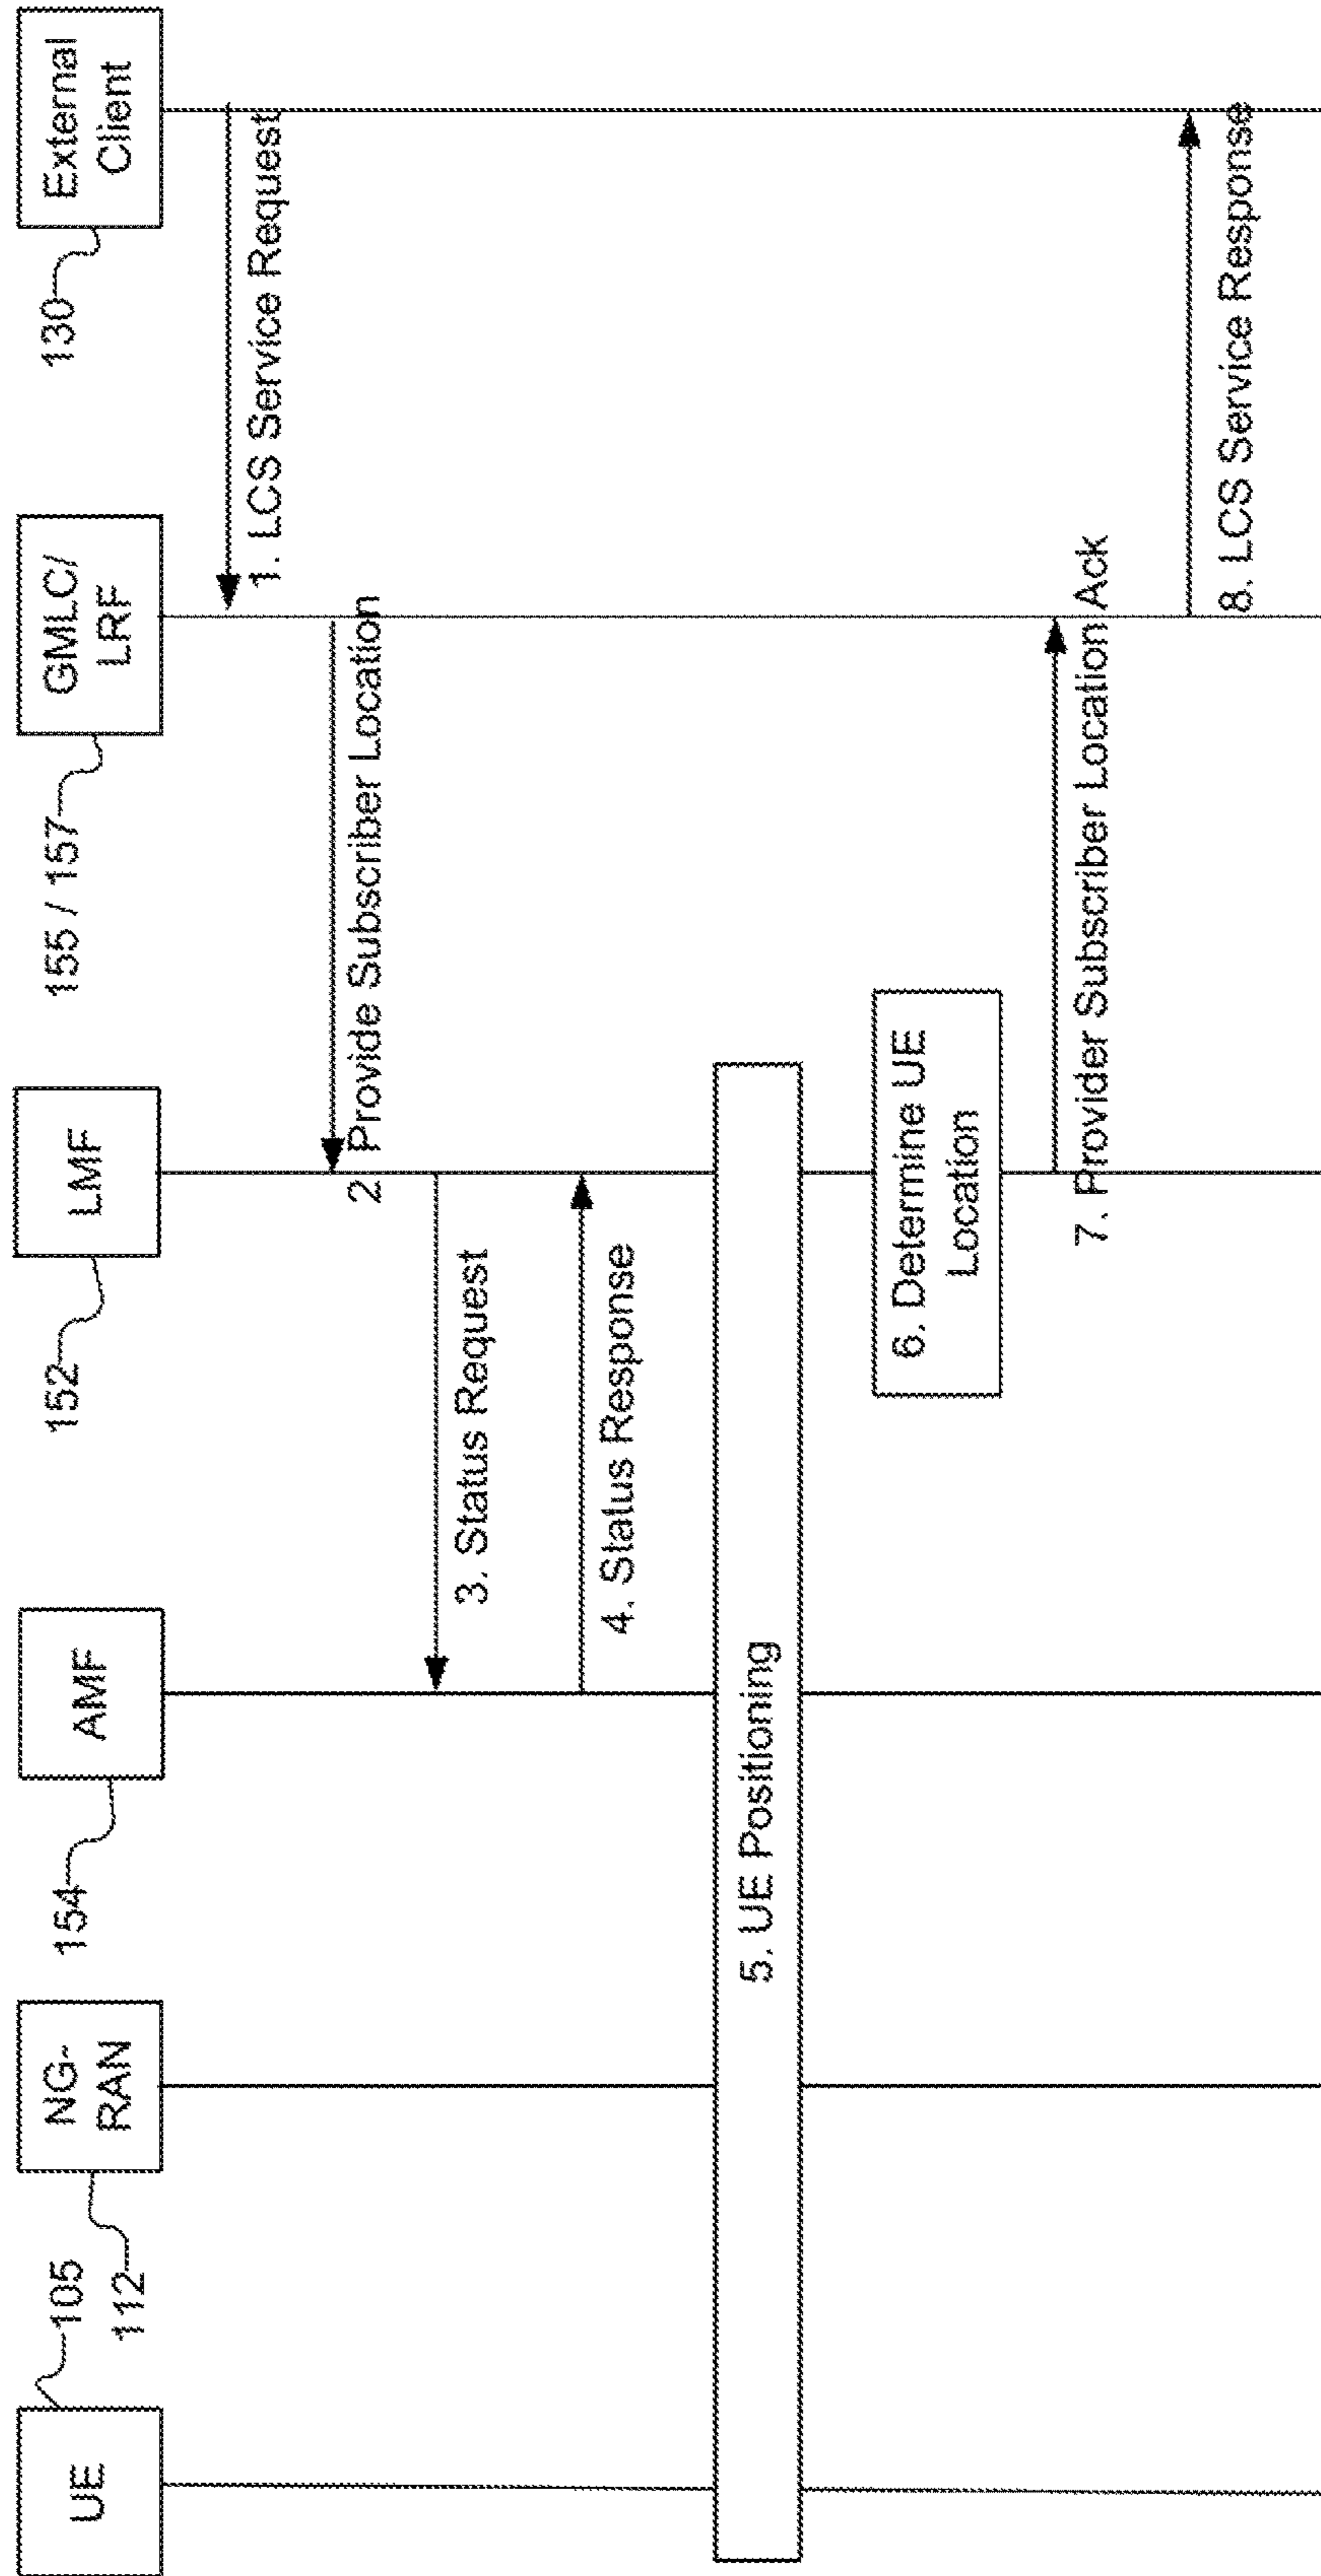 UE
NG-
RAN
AMF
LMF
GMLC/
LRF
External
Client
105
112
154
152
155 / 157
130
1. LCS Service Request
2 Provide Subscriber Location
3. Status Request
4. Status Response
5. UE Positioning
6. Determine UE
Location
7. Provider Subscriber Location Ack
8. LCS Service Response